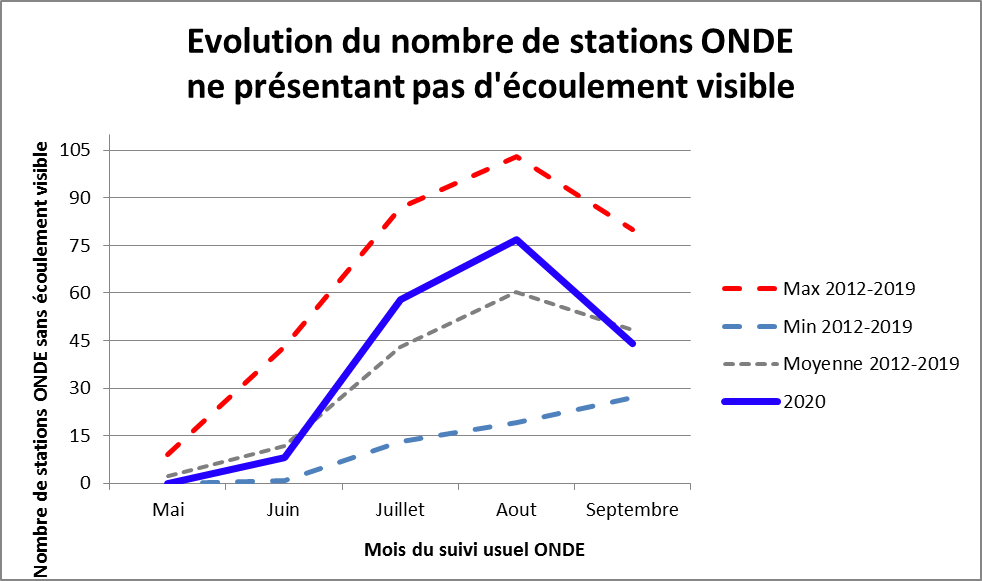 Evolution du nombre de stations ONDE
ne présentant pas d'écoulement visible
Nombre de stations ONDE sans écoulement visible
105
90
75
60
45
30
15
0
Mai
Juin
Juillet
Aout
Septembre
Mois du suivi usuel ONDE
Max 2012-2019
Min 2012-2019
Moyenne 2012-2019
2020